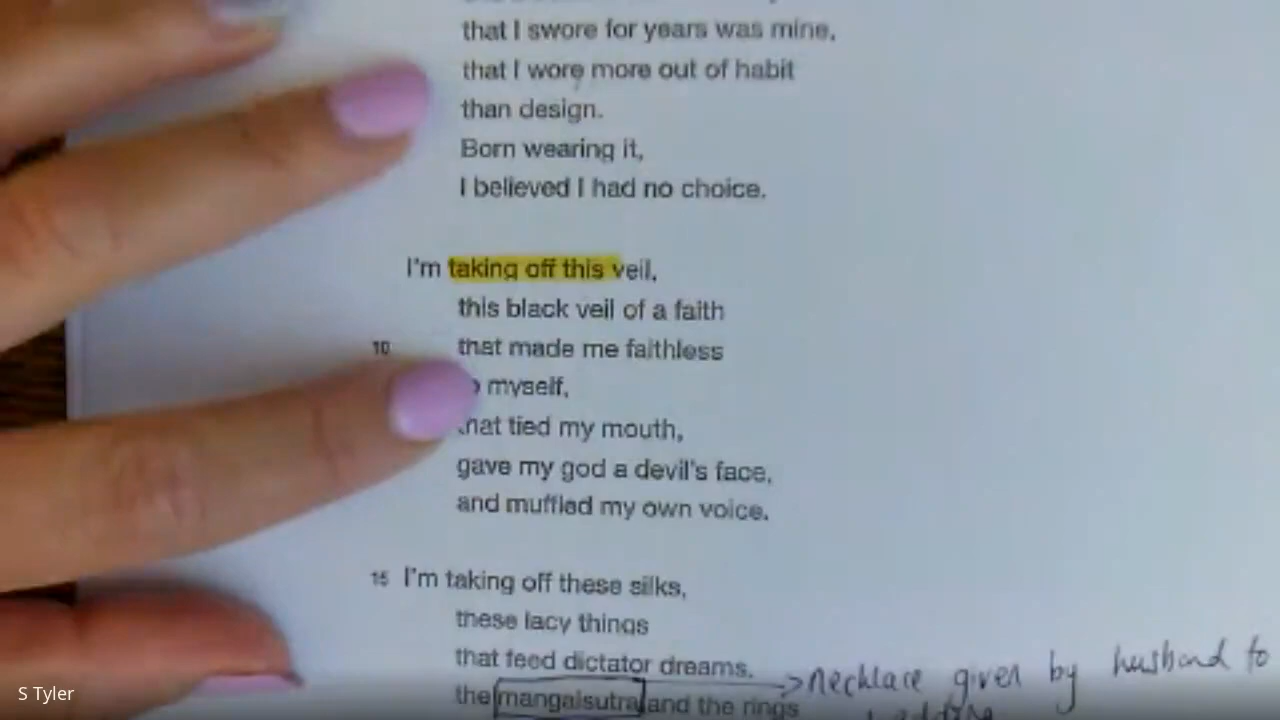 that I swore for years was mine,
that I wore more out of habit
than design.
Born wearing it,
I believed I had no choice.
I'm taking off this veil,
this black veil of a faith
10 that made me faithless
myself,
that tied my mouth,
gave my god a devil's face,
and muffled my own voice.
15 I'm taking off these silks,
these lacy things
that feed dictator dreams,
the mangalsutra and the rings
necklace given by husband to
S Tyler